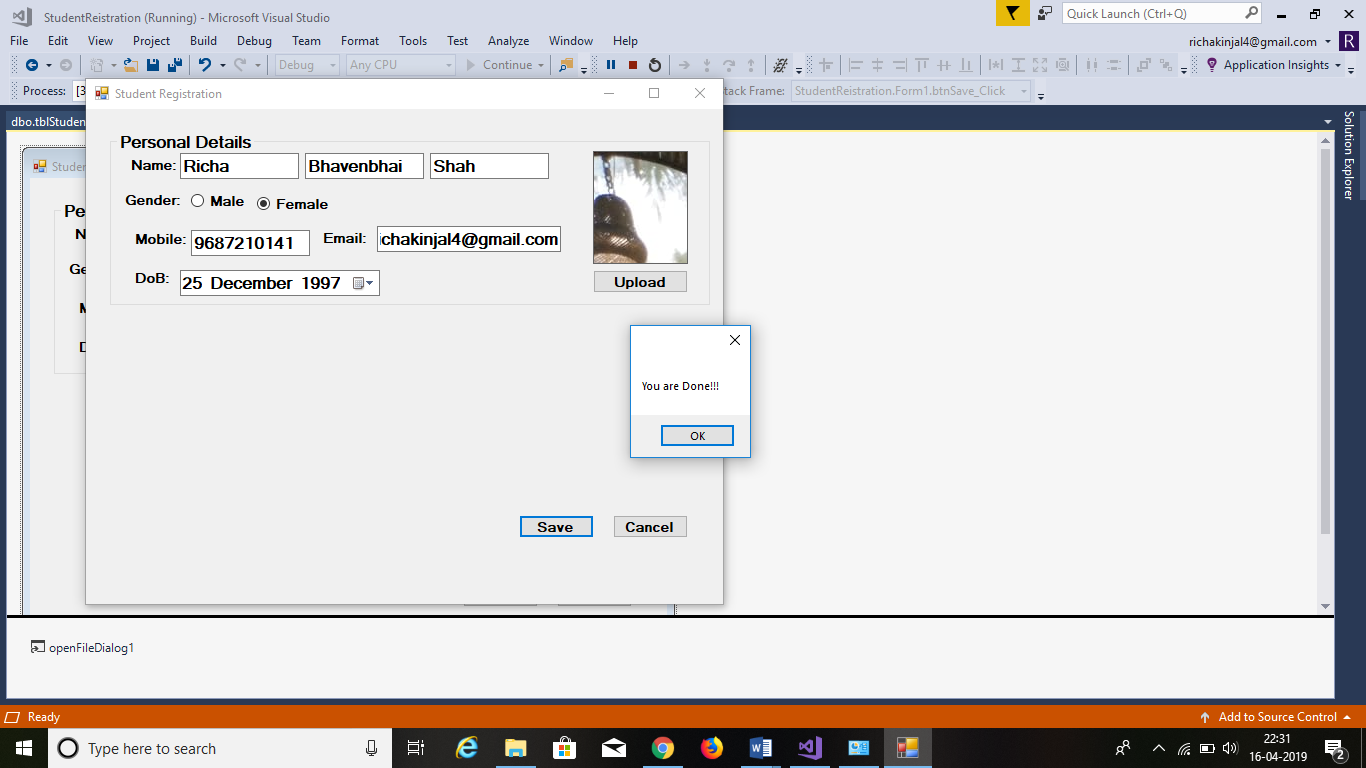 StudentReistration (Running) - Microsoft Visual Studio
Quick Launch (Ctrl+Q)
File Edit View Project Build Debug Team Format Tools Test Analyze Window Help
richakinjal4@gmail.com R
Debug Any CPU Continue Application Insights
Process: [3 Stack Frame: StudentReistration.Form1.btnSave_Click
Student Registration
dbo.tblStuden
Solution Explorer
Personal Details
Name: Richa Bhavenbhai Shah
Gender: Male Female
Mobile: 9687210141 Email: ichakinjal4@gmail.com
DoB: 25 December 1997
Upload
You are Done!!!
OK
Save Cancel
openFileDialog1
Ready
Add to Source Control
Type here to search
22:31
16-04-2019
2